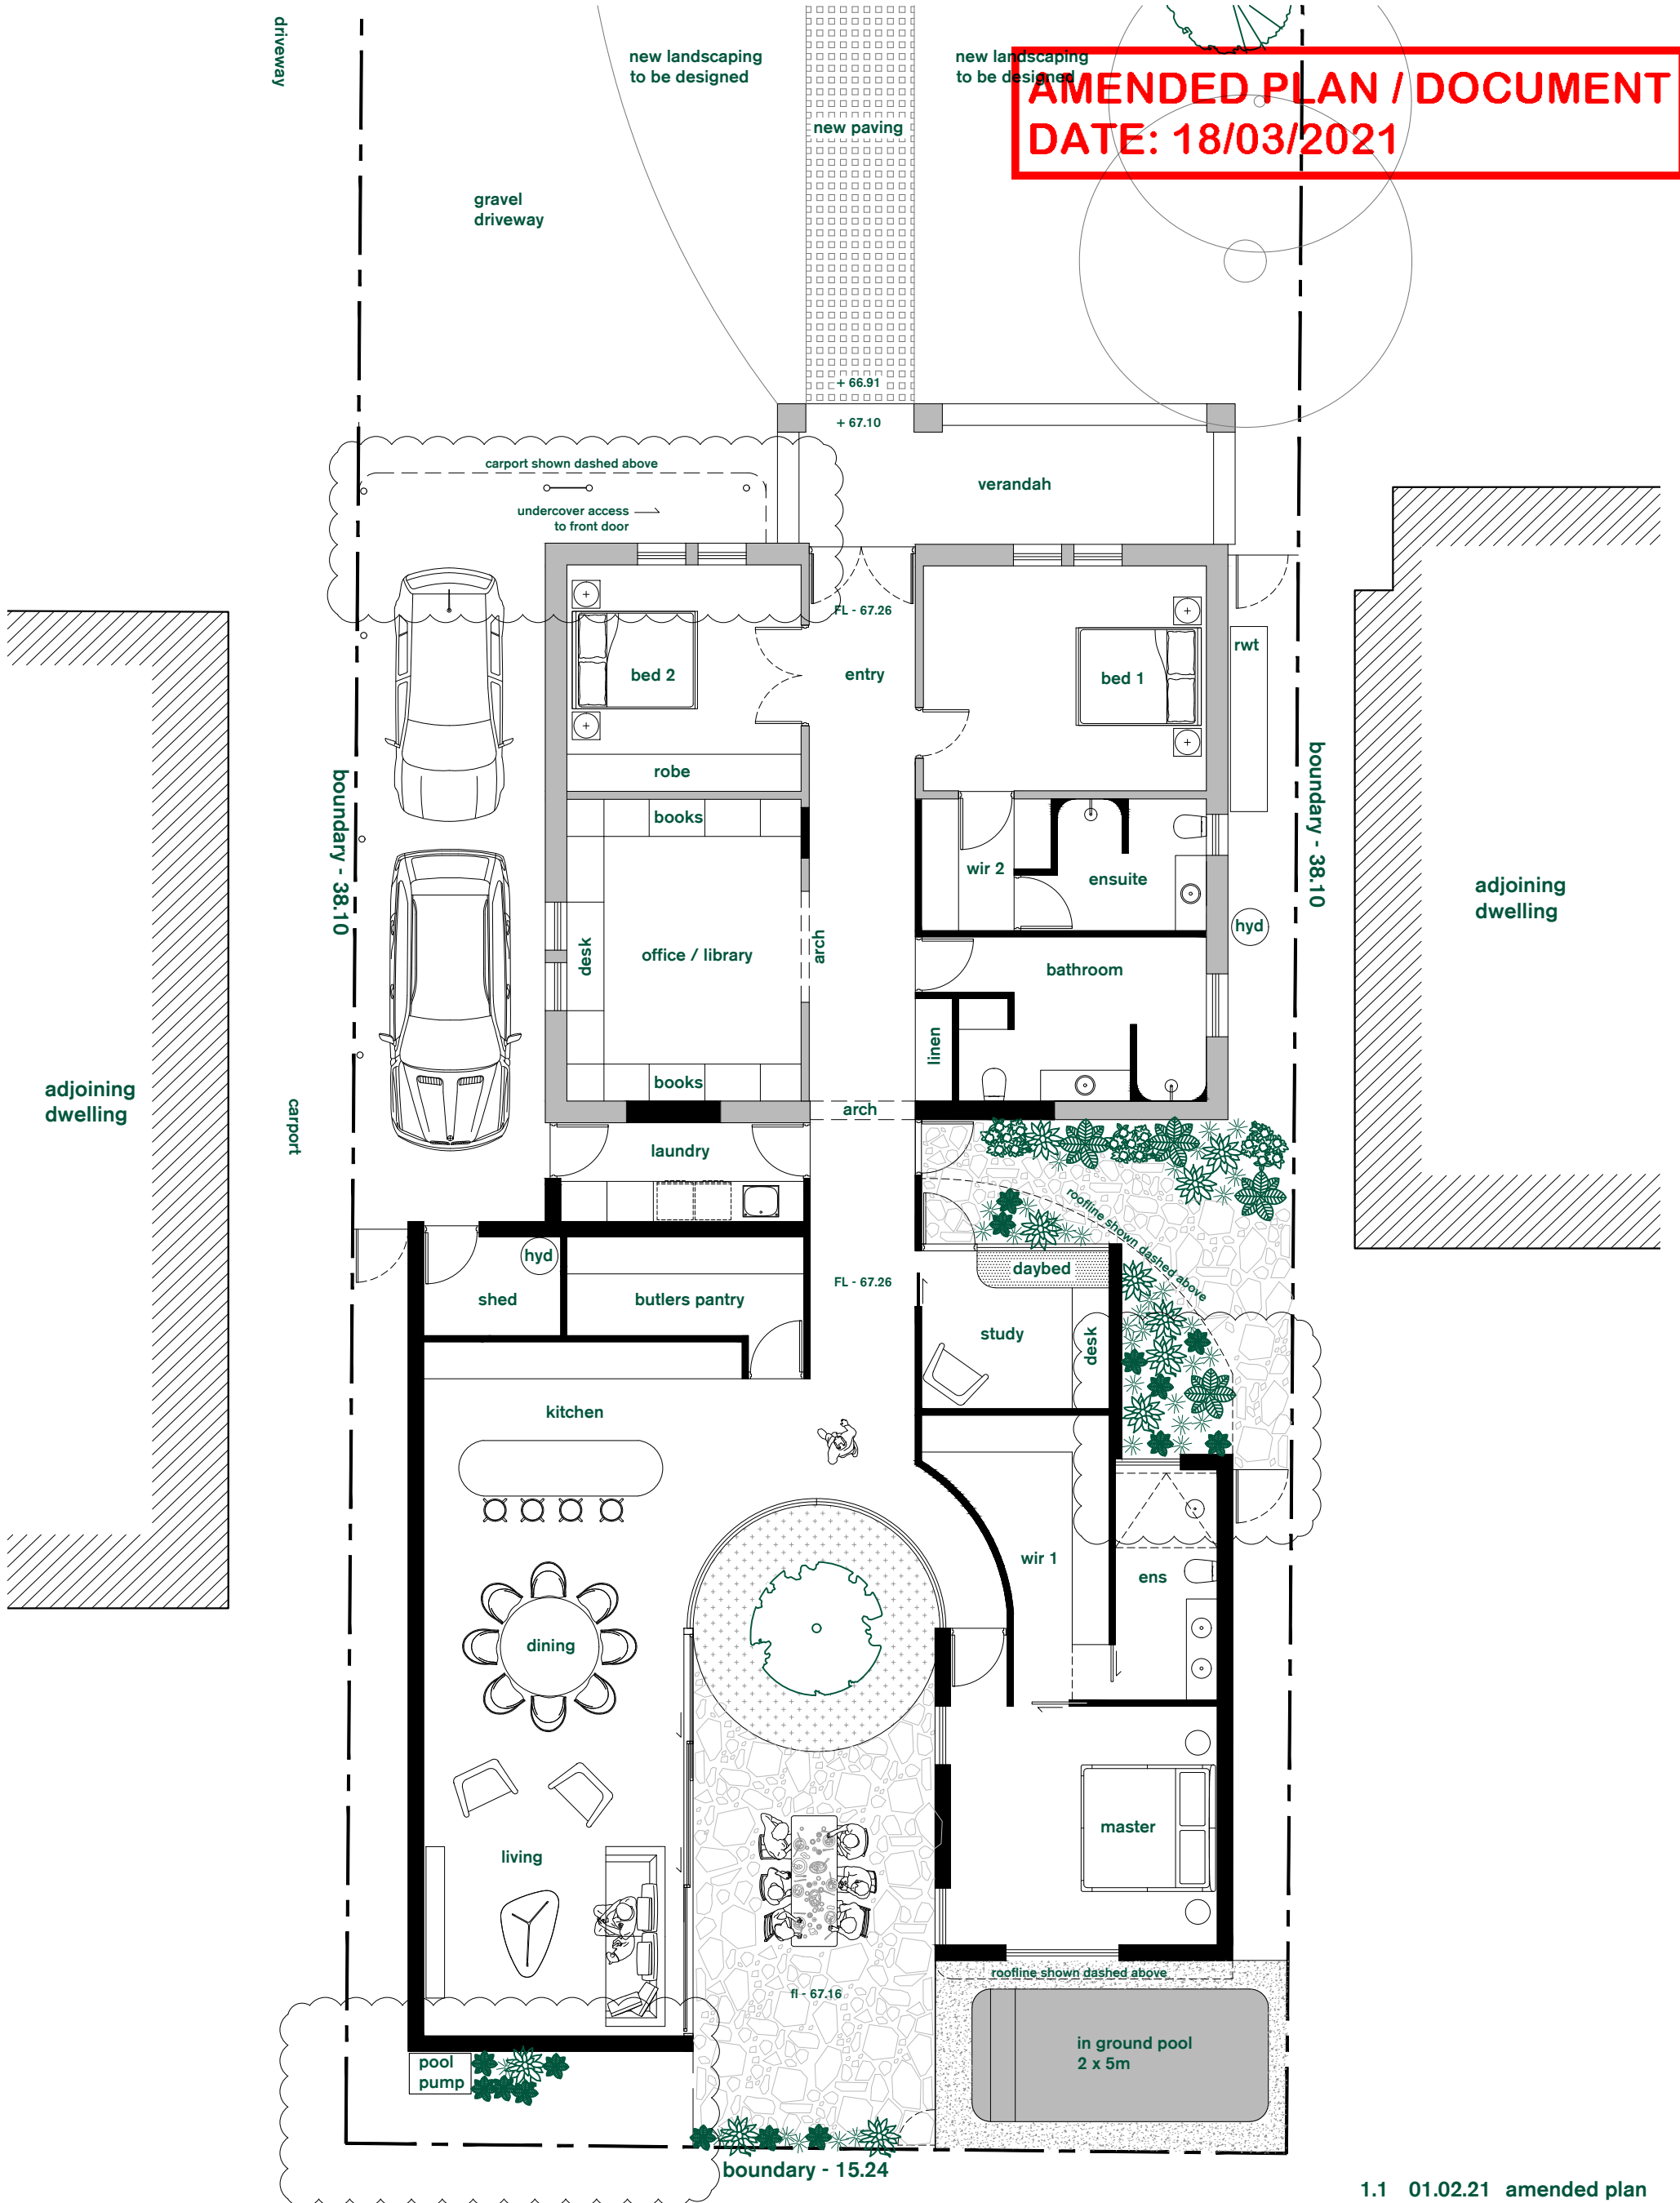 driveway
new landscaping
to be designed
new landscaping
to be designed
AMENDED PLAN / DOCUMENT
DATE: 18/03/2021
new paving
gravel
driveway
+ 66.91
+ 67.10
carport shown dashed above
verandah
undercover access
to front door
FL - 67.26
rwt
bed 2
entry
bed 1
robe
books
boundary - 38.10
boundary - 38.10
wir 2
ensuite
adjoining
dwelling
hyd
desk
office / library
arch
bathroom
linen
books
adjoining
dwelling
carport
arch
laundry
roofline shown dashed above
hyd
daybed
shed
butlers pantry
FL - 67.26
study
desk
kitchen
wir 1
ens
dining
master
living
roofline shown dashed above
fl - 67.16
in ground pool
2 x 5m
pool
pump
boundary - 15.24
1.1 01.02.21 amended plan